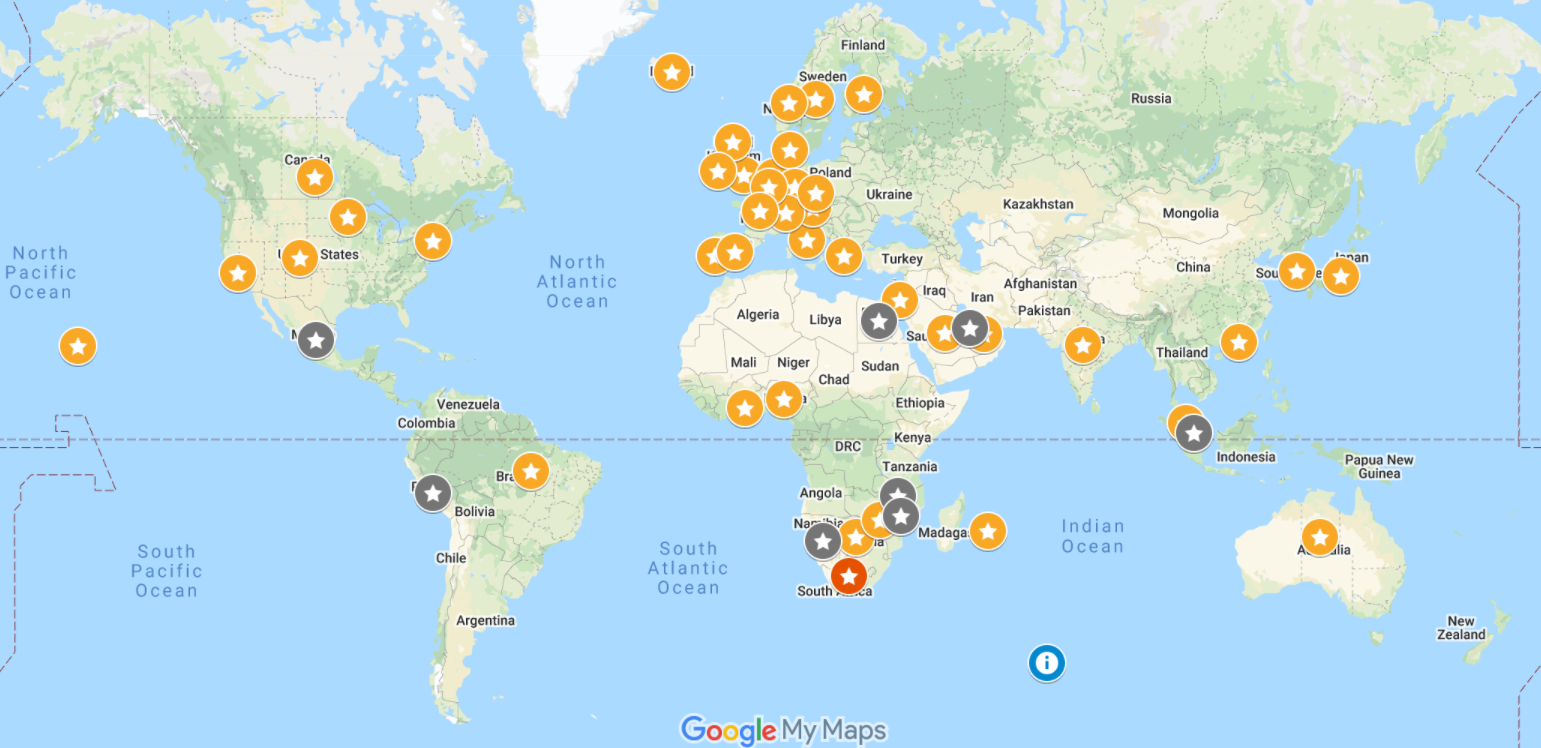 Finland
Sweden
Russia
Canada
Poland
Ukraine
Kazakhstan
Mongolia
North
Pacific
Ocean
States
North
Atlantic
Ocean
Turkey
China
Japan
Iraq
Iran
Afghanistan
Pakistan
Algeria
Libya
Thailand
Mali
Niger
Sudan
Chad
Venezuela
Colombia
Ethiopia
DRC
Kenya
Indonesia
Papua New
Guinea
Tanzania
Angola
Bolivia
Namibia
Indian
Ocean
South
Pacific
Ocean
Chile
South
Atlantic
Ocean
Argentina
New
Zealand
Google My Maps